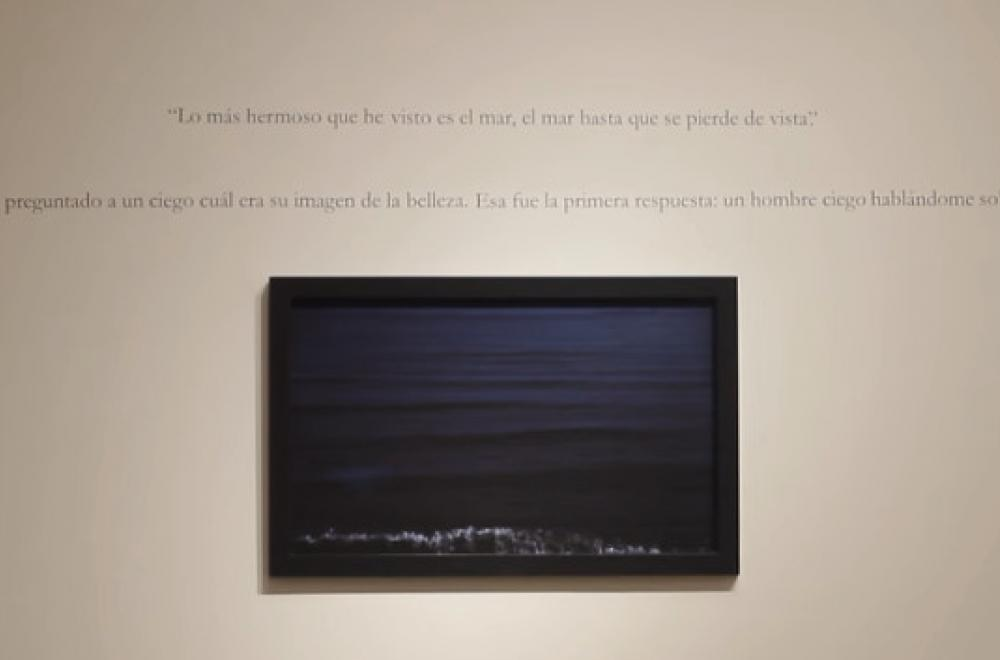 “Lo más hermoso que he visto es el mar, el mar hasta que se pierde de vista”.
preguntado a un ciego cuál era su imagen de la belleza. Esa fue la primera respuesta: un hombre ciego hablándome so